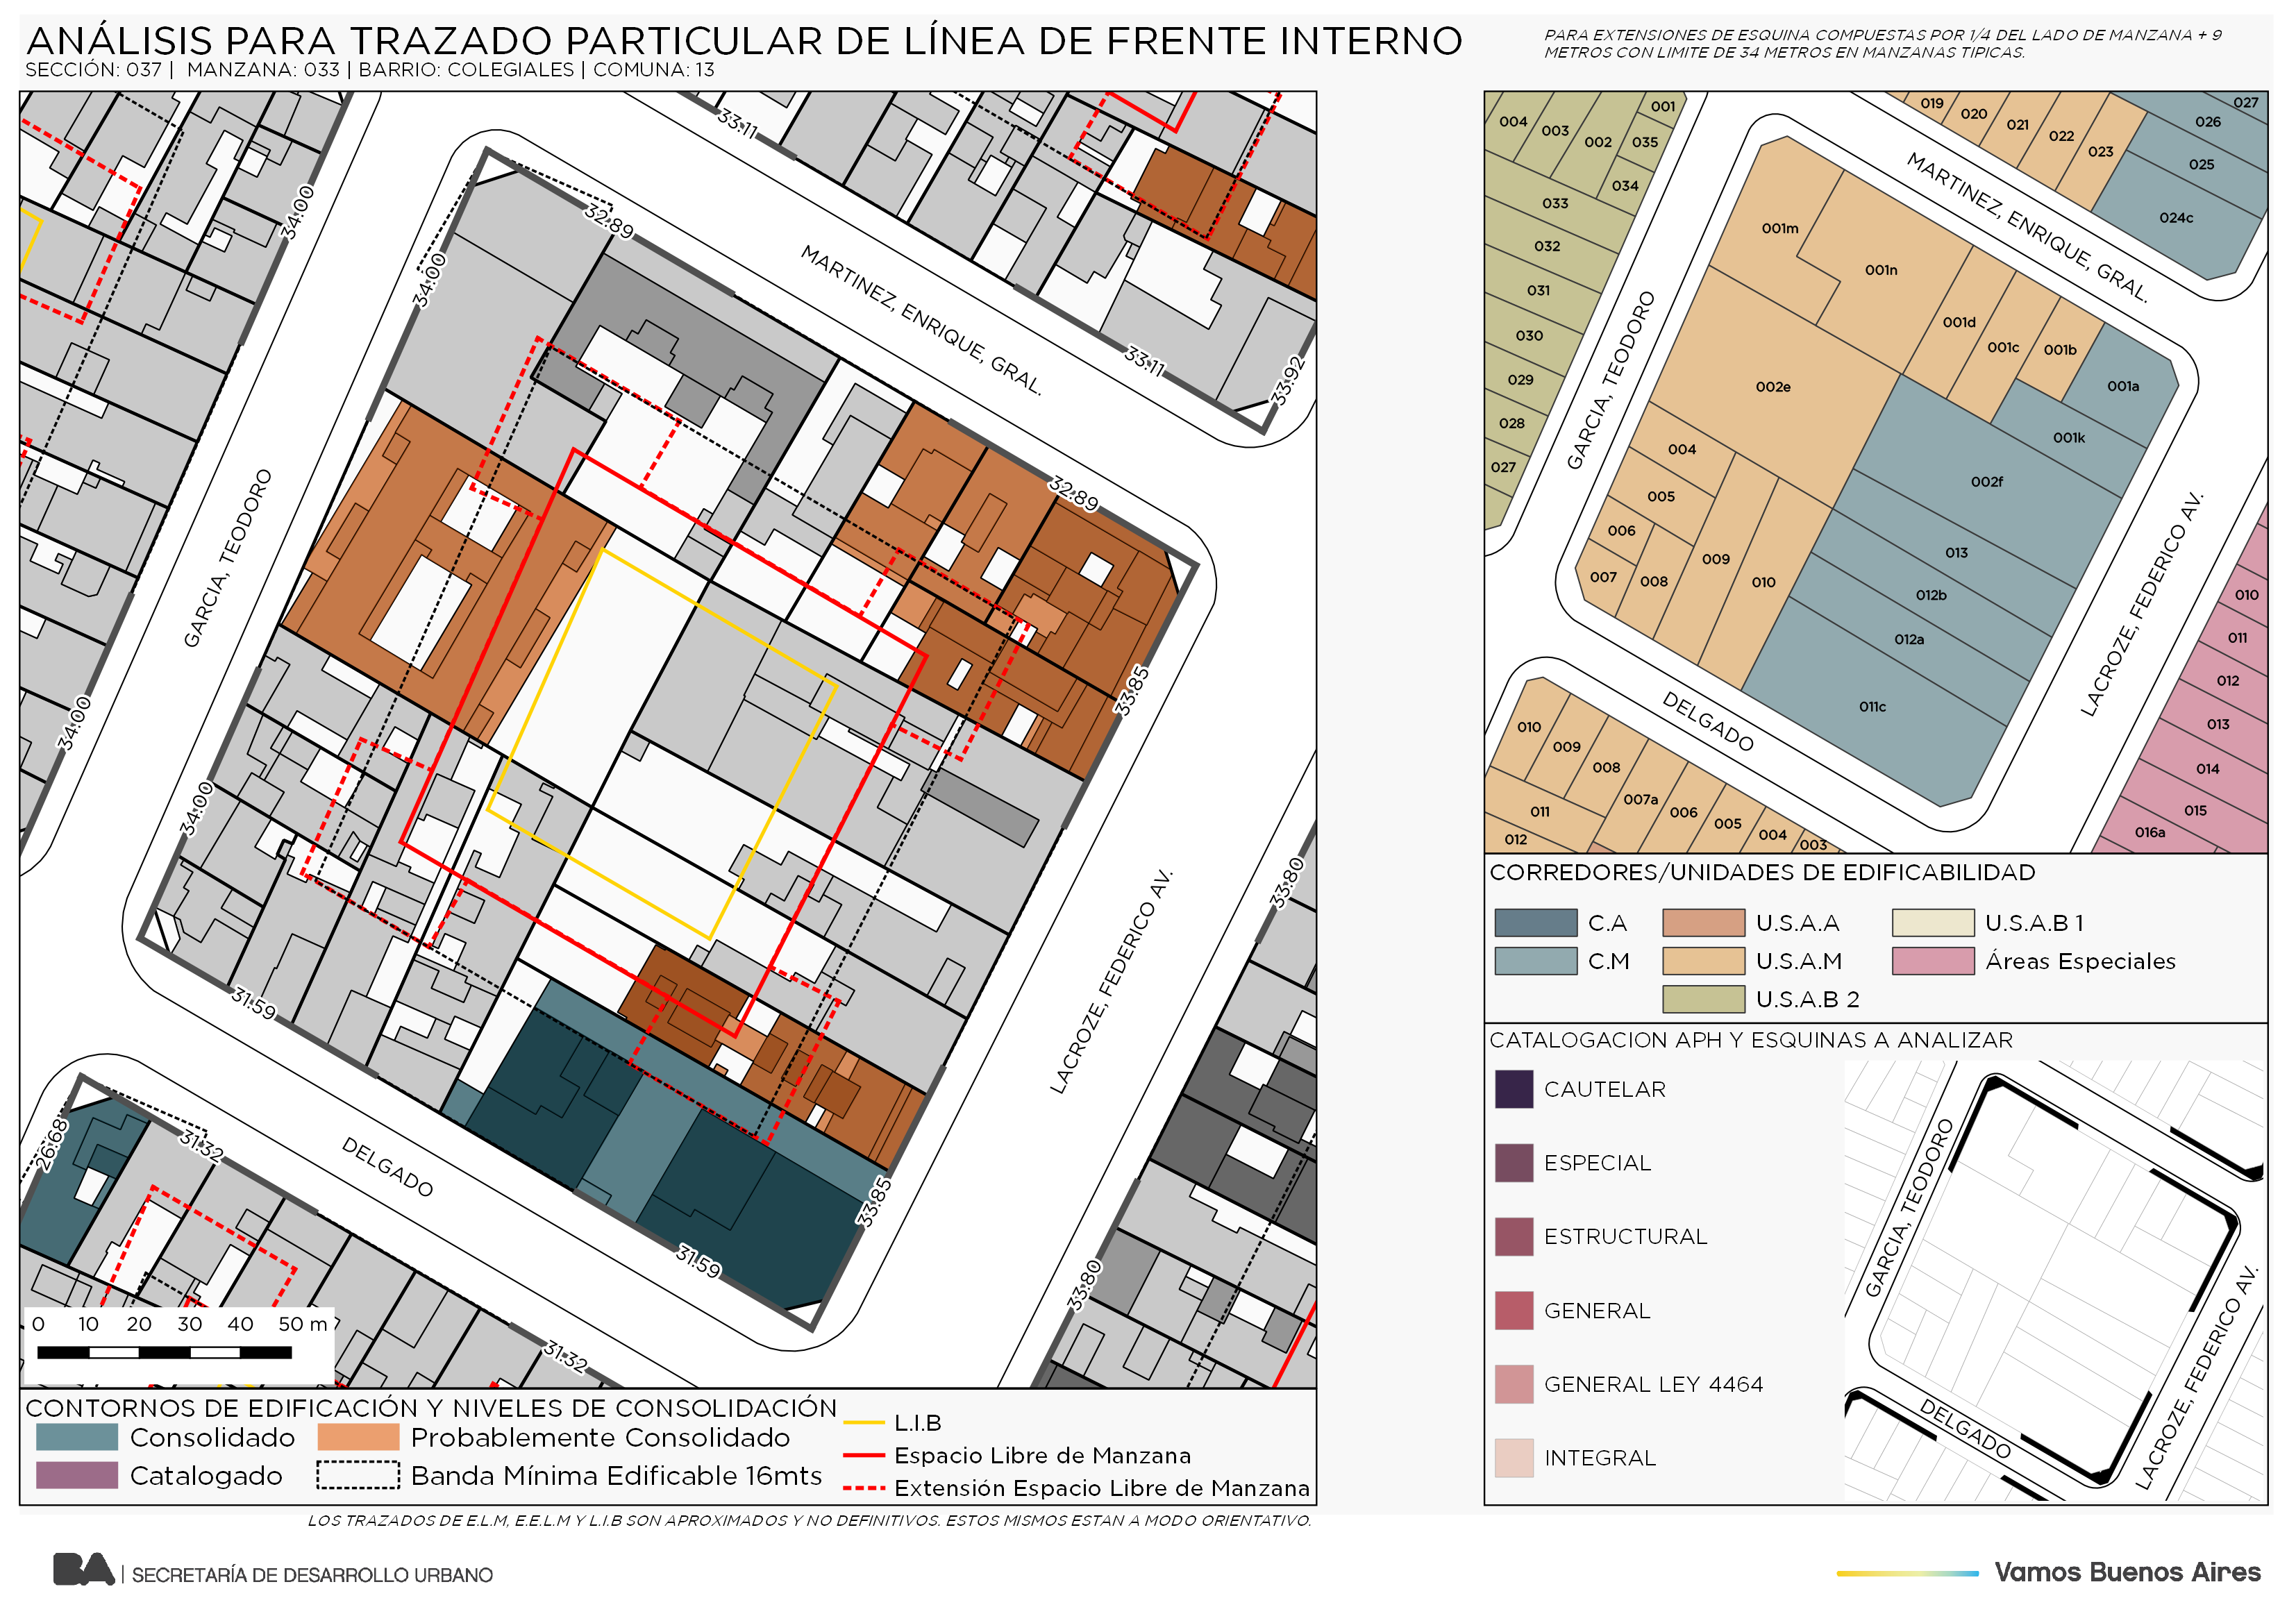 ANÁLISIS PARA TRAZADO PARTICULAR DE LÍNEA DE FRENTE INTERNO
SECCIÓN: 037 | MANZANA: 033 | BARRIO: COLEGIALES | COMUNA: 13
PARA EXTENSIONES DE ESQUINA COMPUESTAS POR 1/4 DEL LADO DE MANZANA + 9
METROS CON LIMITE DE 34 METROS EN MANZANAS TIPICAS.
33.11
34.00
32.89
34.00
MARTINEZ, ENRIQUE, GRAL.
33.11
33.92
32.89
GARCIA, TEODORO
33.85
34.00
34.00
33.80
LACROZE, FEDERICO AV.
31.59
26.68
31.32
DELGADO
33.85
31.59
33.80
31.32
0 10 20 30 40 50 m
CONTORNOS DE EDIFICACIÓN Y NIVELES DE CONSOLIDACIÓN
Consolidado
Probablemente Consolidado
Catalogado
Banda Mínima Edificable 16mts
L.I.B
Espacio Libre de Manzana
Extensión Espacio Libre de Manzana
LOS TRAZADOS DE E.L.M, E.E.L.M Y L.I.B SON APROXIMADOS Y NO DEFINITIVOS. ESTOS MISMOS ESTAN A MODO ORIENTATIVO.
004
003
002
001
035
034
033
032
031
030
029
028
027
019
020
021
022
023
027
026
025
024c
MARTINEZ, ENRIQUE, GRAL.
001m
001n
001d
001c
001b
001a
001k
002e
002f
004
005
006
007
008
009
010
013
012b
012a
011c
GARCIA, TEODORO
LACROZE, FEDERICO AV.
DELGADO
010
009
008
007a
006
005
004
003
011
012
010
011
012
013
014
015
016a
CORREDORES/UNIDADES DE EDIFICABILIDAD
C.A
U.S.A.A
U.S.A.B 1
C.M
U.S.A.M
Áreas Especiales
U.S.A.B 2
CATALOGACION APH Y ESQUINAS A ANALIZAR
CAUTELAR
ESPECIAL
ESTRUCTURAL
GENERAL
GENERAL LEY 4464
INTEGRAL
GARCIA, TEODORO
DELGADO
LACROZE, FEDERICO AV.
BA | SECRETARÍA DE DESARROLLO URBANO
Vamos Buenos Aires